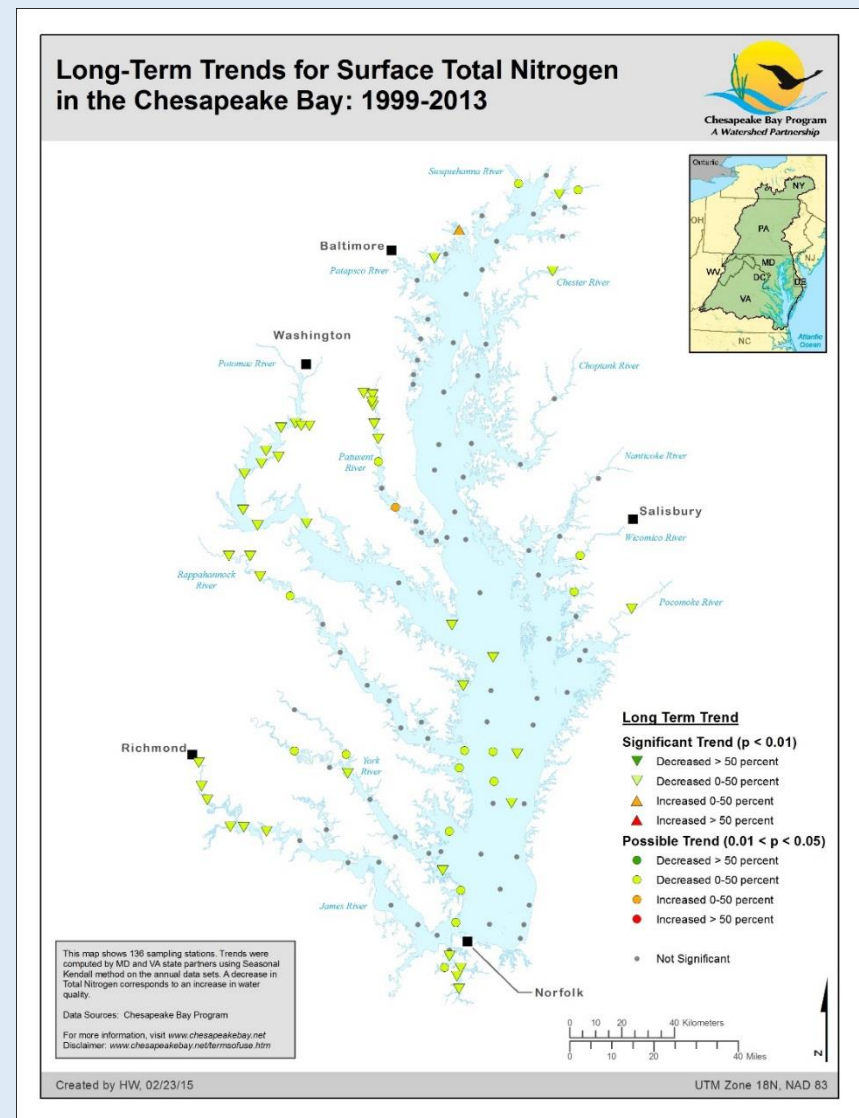 Long-Term Trends for Surface Total Nitrogen
in the Chesapeake Bay: 1999-2013
Chesapeake Bay Program
A Watershed Partnership
Ontario
NY
OH
PA
NJ
WV
MD
DC
DE
VA
NC
Atlantic
Ocean
Susquehanna River
Baltimore
Patapsco River
Chester River
Washington
Potomac River
Choptank River
Patuxent
River
Nanticoke River
Salisbury
Wicomico River
Rappahannock
River
Pocomoke River
Richmond
York
River
James River
Norfolk
Long Term Trend
Significant Trend (p < 0.01)
Decreased > 50 percent
Decreased 0-50 percent
Increased 0-50 percent
Increased > 50 percent
Possible Trend (0.01 < p < 0.05)
Decreased > 50 percent
Decreased 0-50 percent
Increased 0-50 percent
Increased > 50 percent
Not Significant
This map shows 136 sampling stations. Trends were
computed by MD and VA state partners using Seasonal
Kendall method on the annual data sets. A decrease in
Total Nitrogen corresponds to an increase in water
quality.
Data Sources: Chesapeake Bay Program
For more information, visit www.chesapeakebay.net
Disclaimer: www.chesapeakebay.net/termsofuse.htm
0 10 20 40 Kilometers
0 10 20 40 Miles
N
Created by HW, 02/23/15
UTM Zone 18N, NAD 83